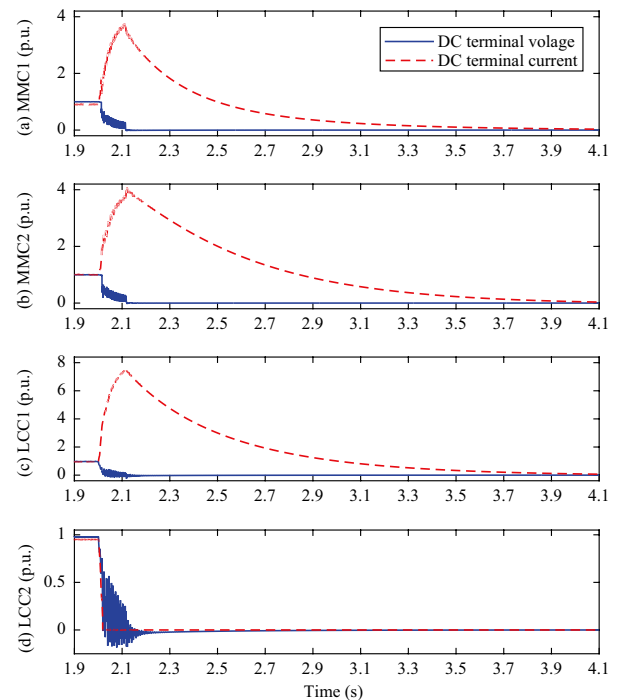 4
2
0
(a) MMC1 (p.u.)
DC terminal volage
DC terminal current
1.9 2.1 2.3 2.5 2.7 2.9 3.1 3.3 3.5 3.7 3.9 4.1
4
2
0
(b) MMC2 (p.u.)
1.9 2.1 2.3 2.5 2.7 2.9 3.1 3.3 3.5 3.7 3.9 4.1
8
6
4
2
0
(c) LCC1 (p.u.)
1.9 2.1 2.3 2.5 2.7 2.9 3.1 3.3 3.5 3.7 3.9 4.1
1
0.5
0
(d) LCC2 (p.u.)
1.9 2.1 2.3 2.5 2.7 2.9 3.1 3.3 3.5 3.7 3.9 4.1
Time (s)